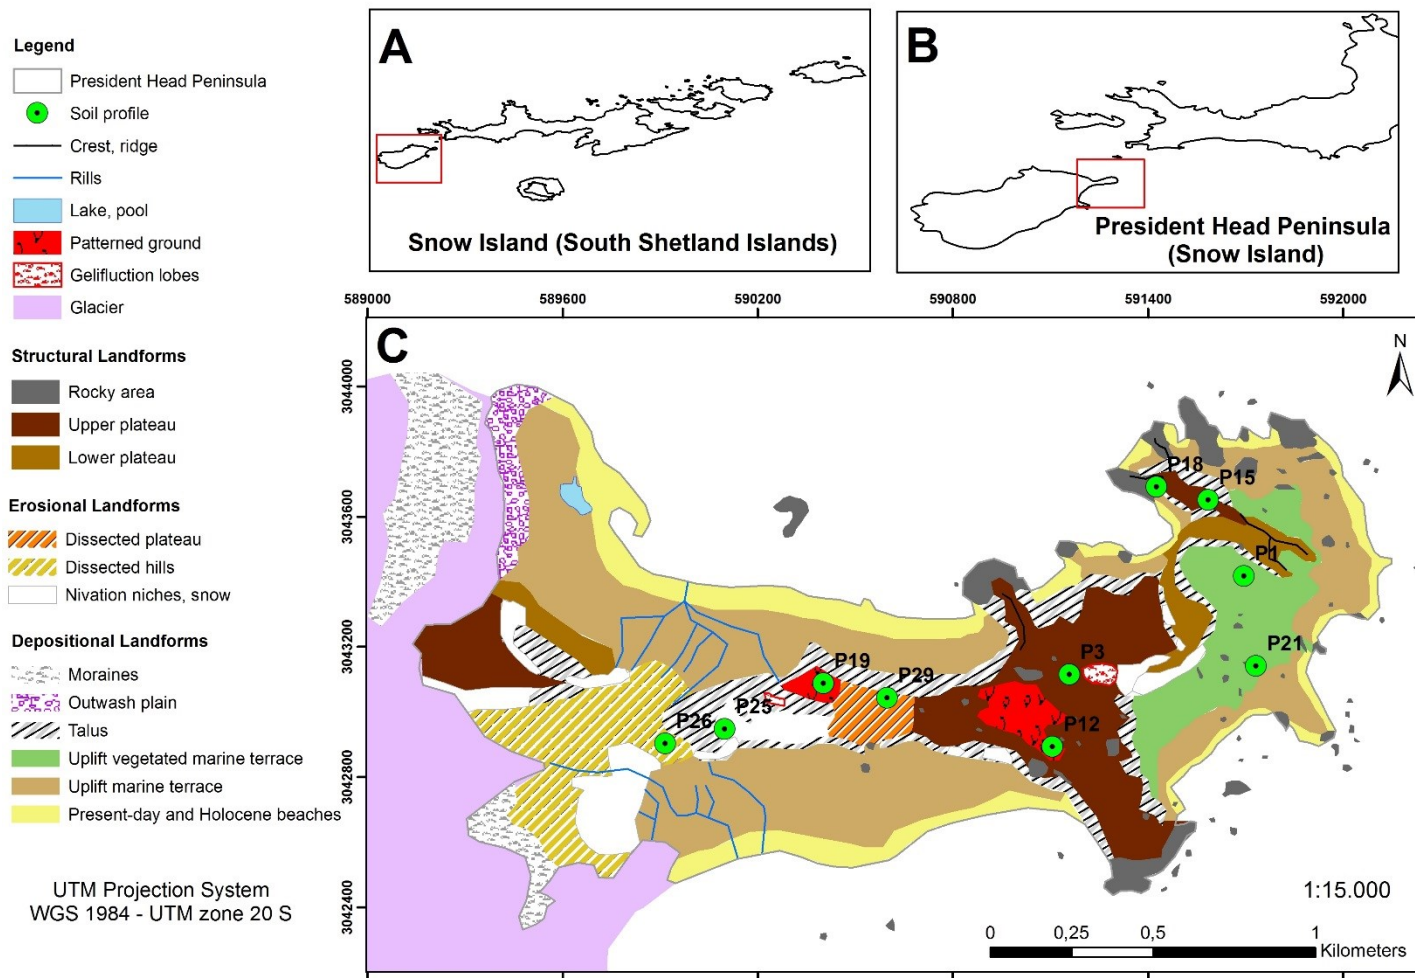 Legend
President Head Peninsula
Soil profile
Crest, ridge
Rills
Lake, pool
Patterned ground
Gelifluction lobes
Glacier
Structural Landforms
Rocky area
Upper plateau
Lower plateau
Erosional Landforms
Dissected plateau
Dissected hills
Nivation niches, snow
Depositional Landforms
Moraines
Outwash plain
Talus
Uplift vegetated marine terrace
Uplift marine terrace
Present-day and Holocene beaches
UTM Projection System
WGS 1984 - UTM zone 20 S
A
Snow Island (South Shetland Islands)
B
President Head Peninsula
(Snow Island)
589000 589600 590200 590800 591400 592000
C
N
3044000
3043600
3043200
3042800
3042400
P18
P15
P1
P21
P3
P19
P29
P25
P26
P12
1:15.000
0 0,25 0,5 1
Kilometers